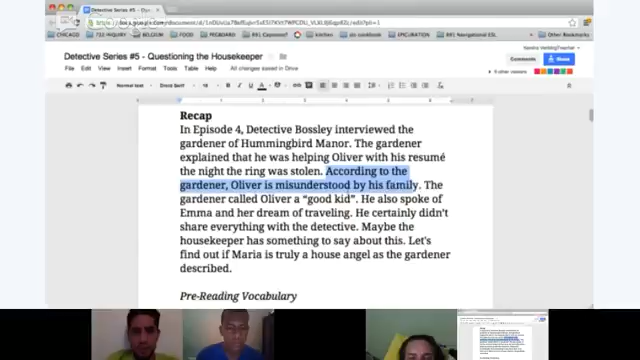 Detective Series #5 - Questioning the Housekeeper
File Edit View Insert Format Tools Table Help All changes saved in Drive
Comments Share
Normal text
Recap
In Episode 4, Detective Bossley interviewed the
gardener of Hummingbird Manor. The gardener
explained that he was helping Oliver with his resumé
the night the ring was stolen. According to the
gardener, Oliver is misunderstood by his family. The
gardener called Oliver a “good kid”. He also spoke of
Emma and her dream of traveling. He certainly didn’t
share everything with the detective. Maybe the
housekeeper has something to say about this. Let's
find out if Maria is truly a house angel as the gardener
described.
Pre-Reading Vocabulary